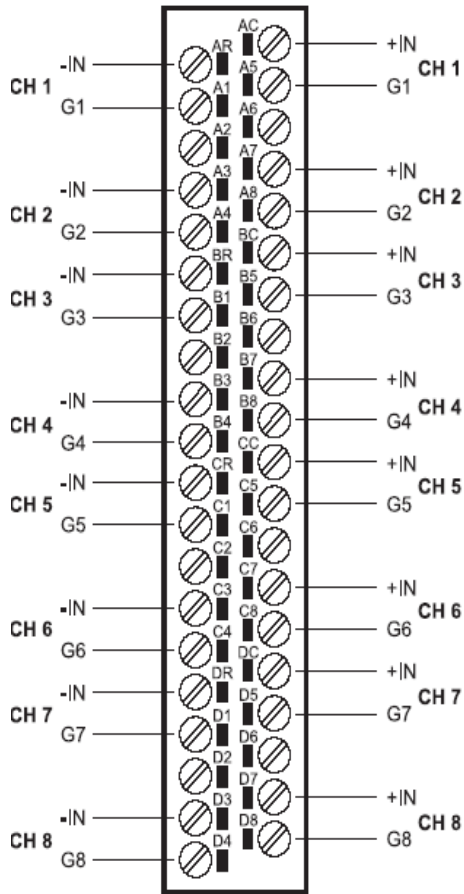 -IN
CH 1
G1
-IN
CH 2
G2
-IN
CH 3
G3
-IN
CH 4
G4
-IN
CH 5
G5
-IN
CH 6
G6
-IN
CH 7
G7
-IN
CH 8
G8
AR
A1
A2
A3
A4
BR
B1
B2
B3
B4
CR
C1
C2
C3
C4
DR
D1
D2
D3
D4
AC
A5
A6
A7
A8
BC
B5
B6
B7
B8
CC
C5
C6
C7
C8
DC
D5
D6
D7
D8
+IN
CH 1
G1
+IN
CH 2
G2
+IN
CH 3
G3
+IN
CH 4
G4
+IN
CH 5
G5
+IN
CH 6
G6
+IN
CH 7
G7
+IN
CH 8
G8